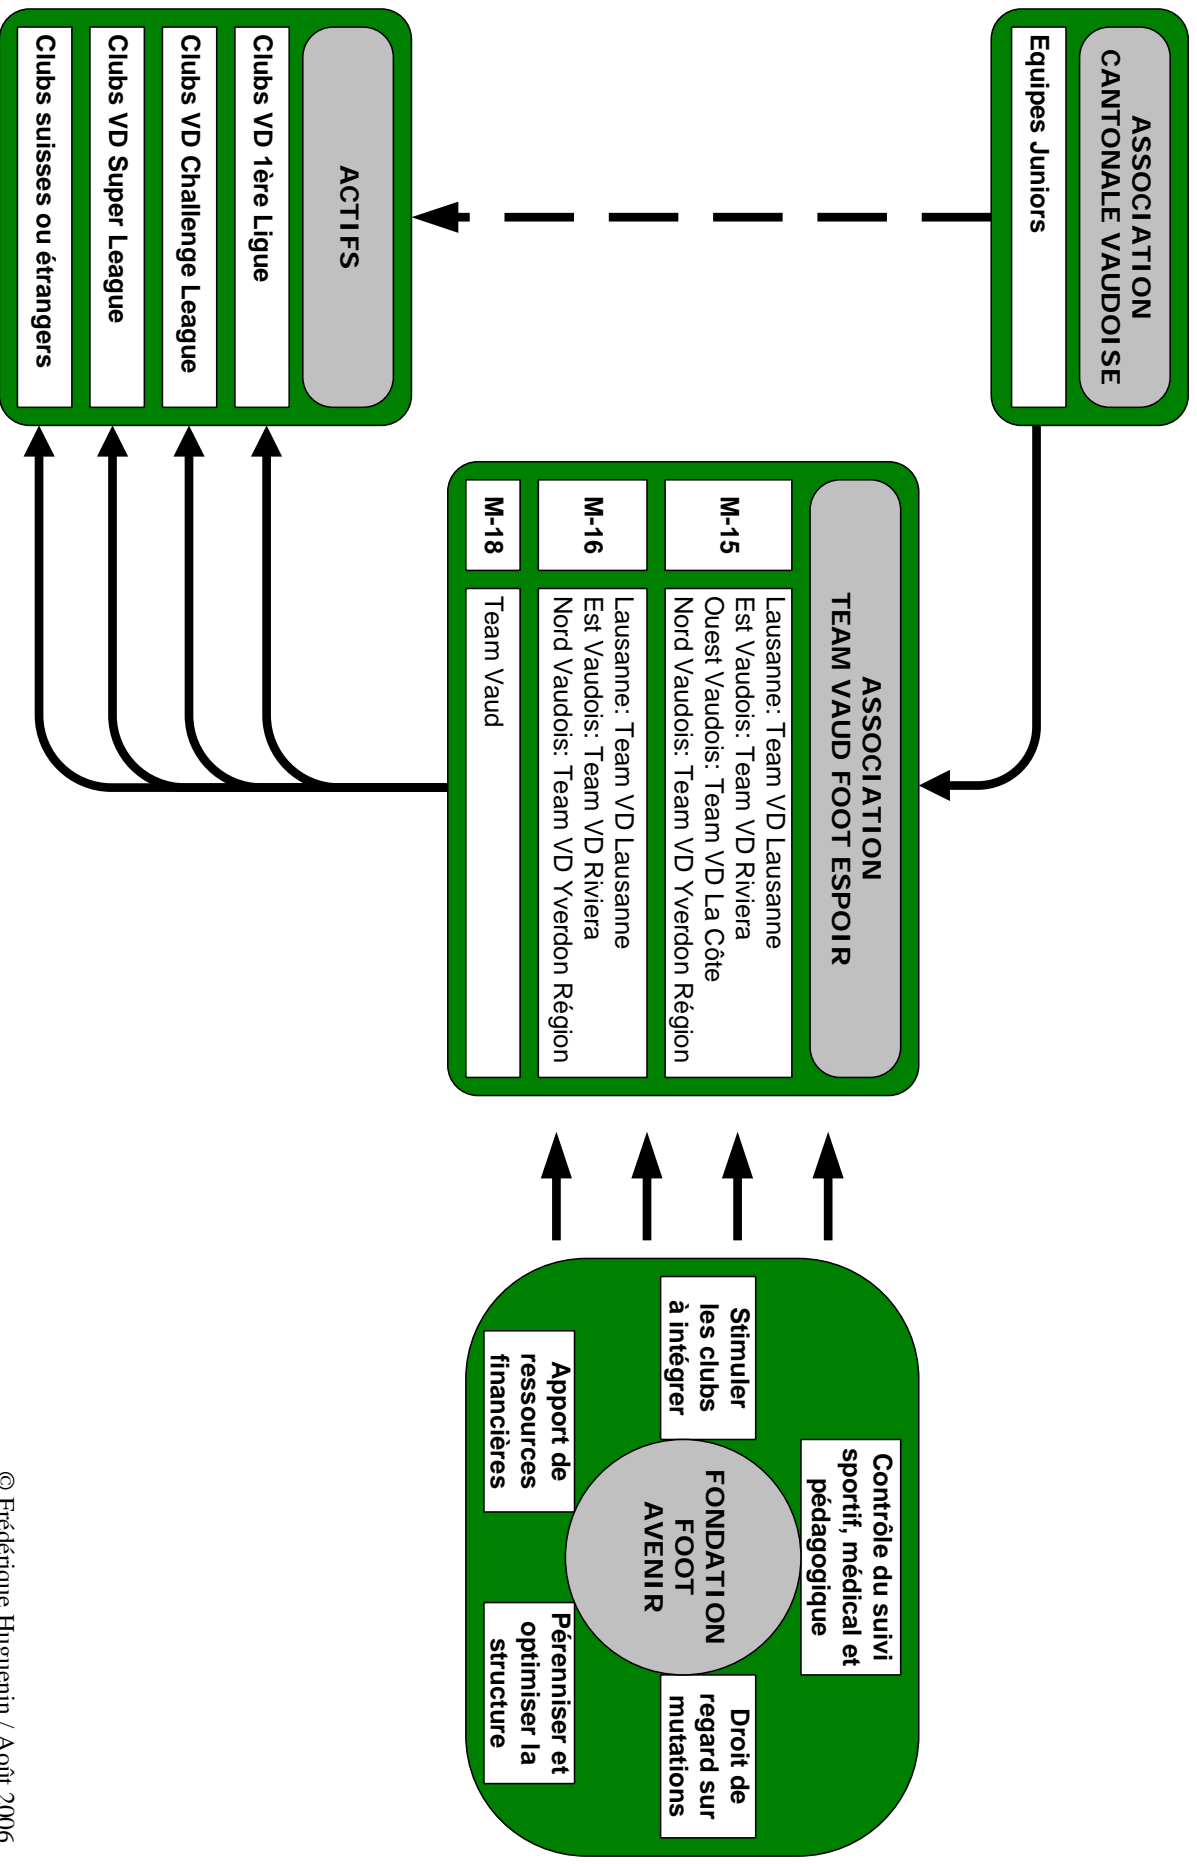 ASSOCIATION
CANTONALE VAUDOISE
Equipes Juniors
ACTIFS
Clubs VD 1ère Ligue
Clubs VD Challenge League
Clubs VD Super League
Clubs suisses ou étrangers
ASSOCIATION
TEAM VAUD FOOT ESPOIR
M-15
Lausanne: Team VD Lausanne
Est Vaudois: Team VD Riviera
Ouest Vaudois: Team VD La Côte
Nord Vaudois: Team VD Yverdon Région
M-16
Lausanne: Team VD Lausanne
Est Vaudois: Team VD Riviera
Nord Vaudois: Team VD Yverdon Région
M-18
Team Vaud
Contrôle du suivi
sportif, médical et
pédagogique
Stimuler
les clubs
à intégrer
FONDATION
FOOT
AVENIR
Droit de
regard sur
mutations
Apport de
ressources
financières
Pérenniser et
optimiser la
structure
© Frédérique Huguenin / Août 2006